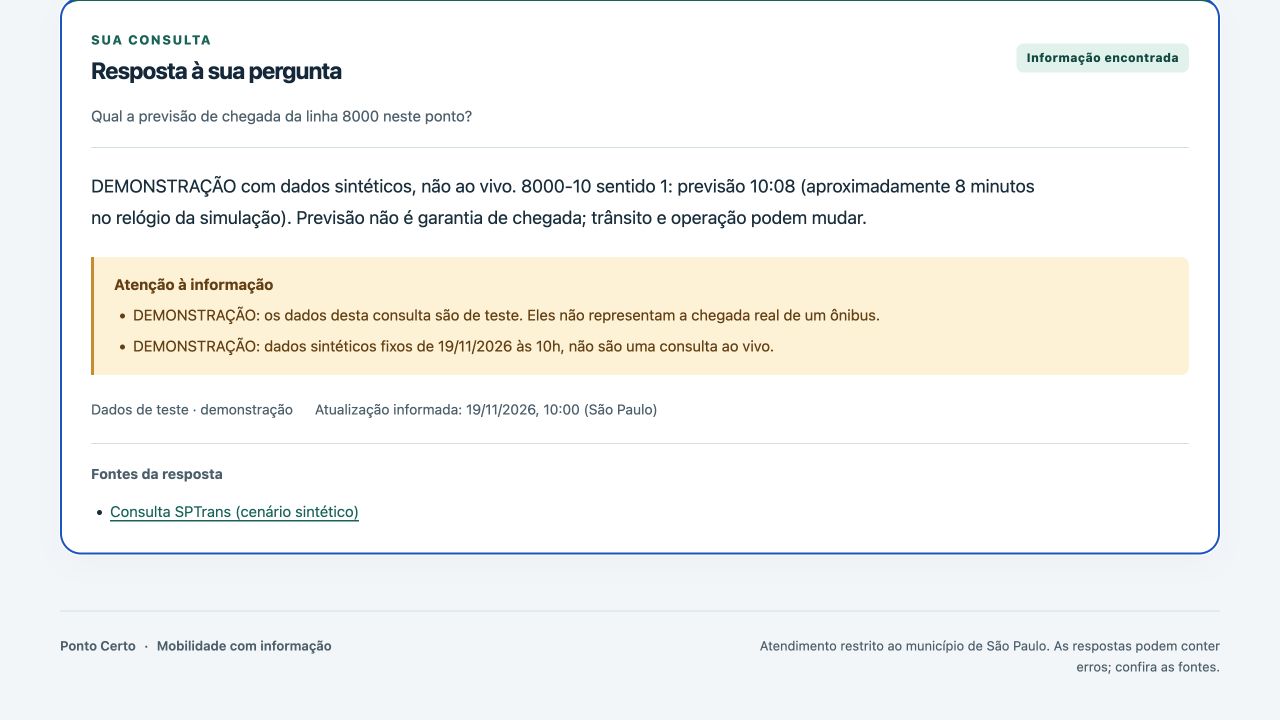 SUA CONSULTA
Resposta à sua pergunta
Informação encontrada
Qual a previsão de chegada da linha 8000 neste ponto?
DEMONSTRAÇÃO com dados sintéticos, não ao vivo. 8000-10 sentido 1: previsão 10:08 (aproximadamente 8 minutos
no relógio da simulação). Previsão não é garantia de chegada; trânsito e operação podem mudar.
Atenção à informação
• DEMONSTRAÇÃO: os dados desta consulta são de teste. Eles não representam a chegada real de um ônibus.
• DEMONSTRAÇÃO: dados sintéticos fixos de 19/11/2026 às 10h, não são uma consulta ao vivo.
Dados de teste · demonstração Atualização informada: 19/11/2026, 10:00 (São Paulo)
Fontes da resposta
• Consulta SPTrans (cenário sintético)
Ponto Certo · Mobilidade com informação
Atendimento restrito ao município de São Paulo. As respostas podem conter
erros; confira as fontes.